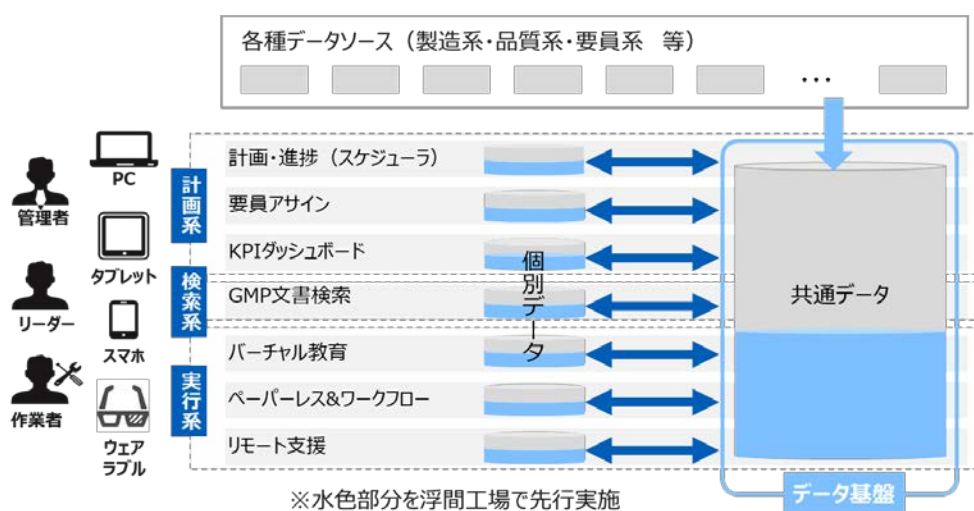 各種データソース（製造系・品質系・要員系　等）
…
管理者
リーダー
作業者
PC
タブレット
スマホ
ウェア
ラブル
計画系
検索系
実行系
計画・進捗（スケジューラ）
要員アサイン
KPIダッシュボード
GMP文書検索
バーチャル教育
ペーパーレス&ワークフロー
リモート支援
個別データ
共通データ
データ基盤
※水色部分を浮間工場で先行実施